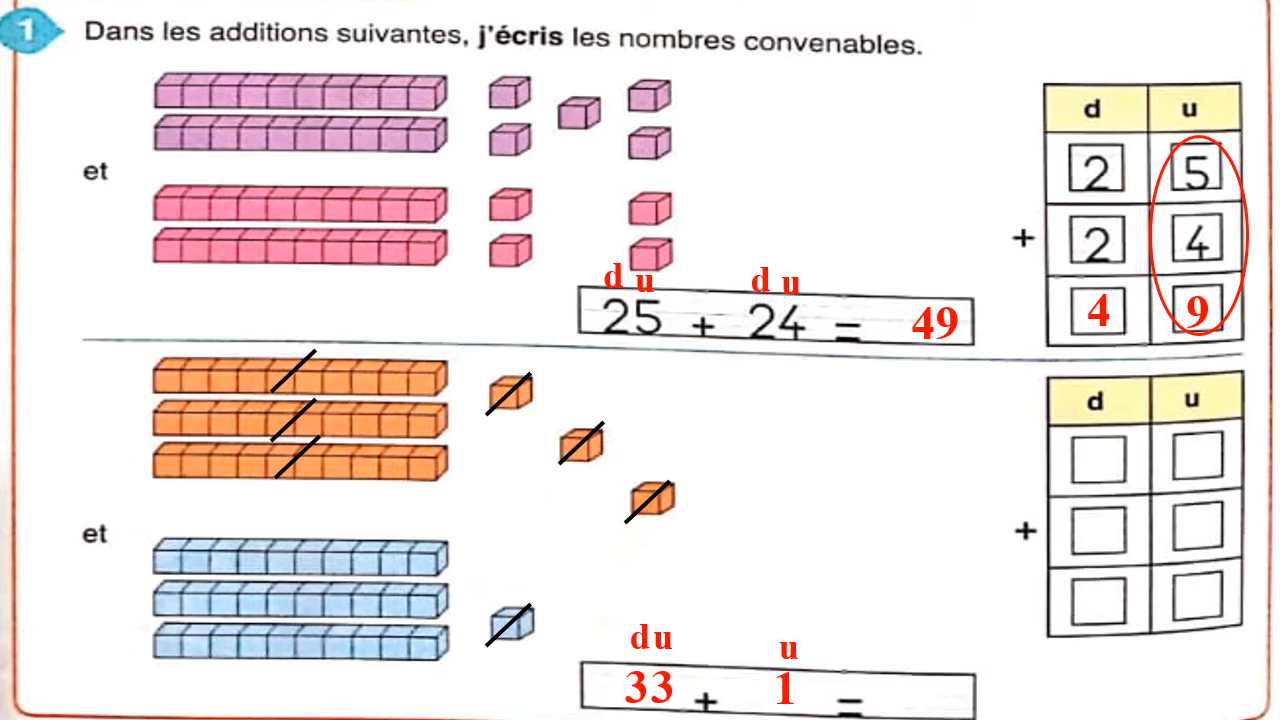 1 Dans les additions suivantes, j'écris les nombres convenables.
et
d u
2 5
+ 2 4
4 9
d u d u
25 + 24 = 49
et
d u
+
d u u
33 + 1 =